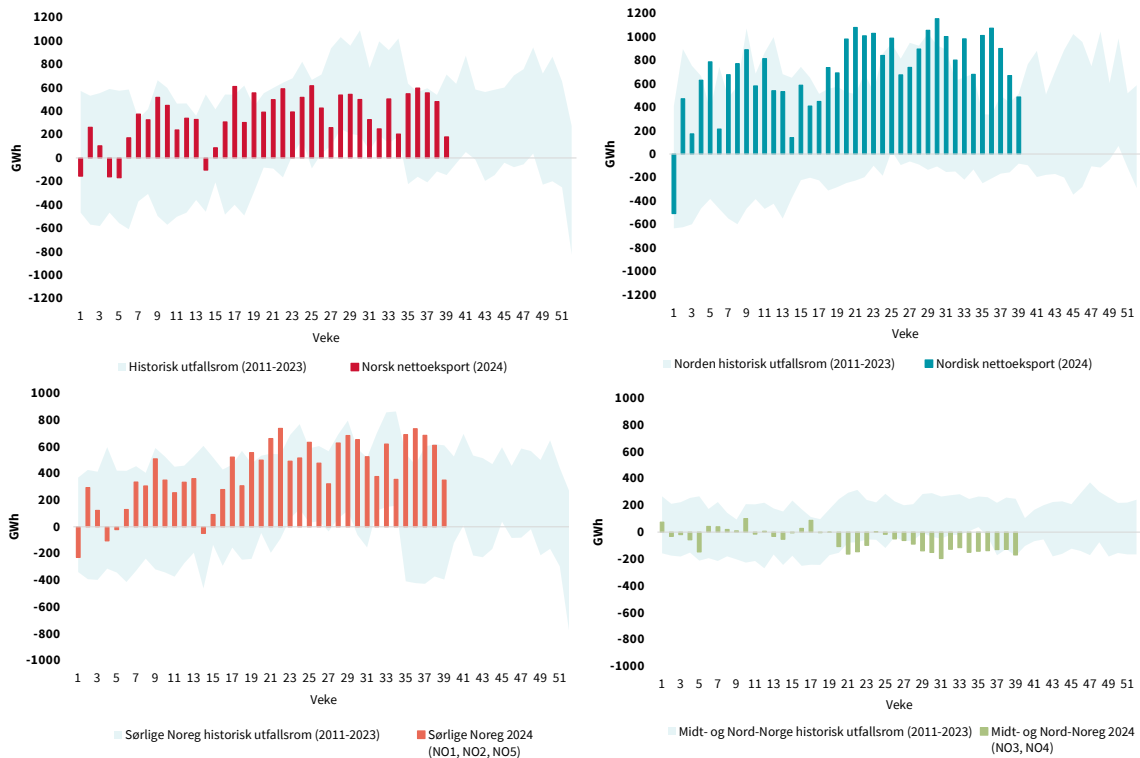 1200
1000
800
600
400
200
0
-200
-400
-600
-800
-1000
-1200
GWh
1 3 5 7 9 11 13 15 17 19 21 23 25 27 29 31 33 35 37 39 41 43 45 47 49 51
Veke
Historisk utfallsrom (2011-2023) Norsk nettoeksport (2024)
1200
1000
800
600
400
200
0
-200
-400
-600
-800
-1000
-1200
GWh
1 3 5 7 9 11 13 15 17 19 21 23 25 27 29 31 33 35 37 39 41 43 45 47 49 51
Veke
Norden historisk utfallsrom (2011-2023) Nordisk nettoeksport (2024)
1000
800
600
400
200
0
-200
-400
-600
-800
-1000
GWh
1 3 5 7 9 11 13 15 17 19 21 23 25 27 29 31 33 35 37 39 41 43 45 47 49 51
Veke
Sørlige Noreg historisk utfallsrom (2011-2023) Sørlige Noreg 2024
(NO1, NO2, NO5)
1000
800
600
400
200
0
-200
-400
-600
-800
-1000
GWh
1 3 5 7 9 11 13 15 17 19 21 23 25 27 29 31 33 35 37 39 41 43 45 47 49 51
Veke
Midt- og Nord-Norge historisk utfallsrom (2011-2023) Midt- og Nord-Noreg 2024
(NO3, NO4)